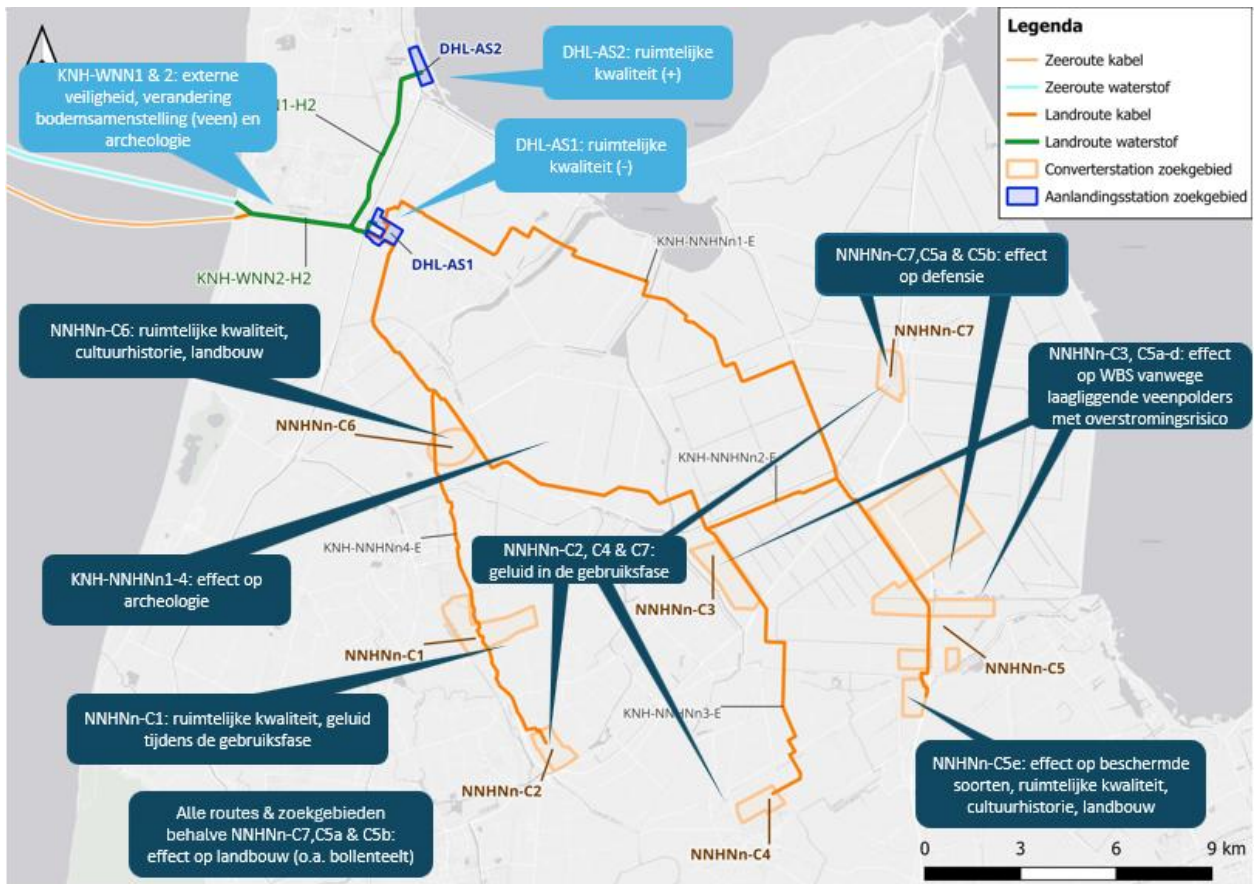 DHL-AS2
DHL-AS2: ruimtelijke
kwaliteit (+)
KNH-WNN1 & 2: externe
veiligheid, verandering
bodemsamenstelling (veen) en
archeologie
N1-H2
DHL-AS1: ruimtelijke
kwaliteit (-)
Legenda
Zeeroute kabel
Zeeroute waterstof
Landroute kabel
Landroute waterstof
Converterstation zoekgebied
Aanlandingsstation zoekgebied
KNH-NNHNn1-E
DHL-AS1
KNH-WNN2-H2
NNHNn-C7,C5a & C5b: effect
op defensie
NNHNn-C7
NNHNn-C6: ruimtelijke kwaliteit,
cultuurhistorie, landbouw
NNHNn-C3, C5a-d: effect
op WBS vanwege
laagliggende veenpolders
met overstromingsrisico
NNHNn-C6
KNH-NNHNn2-E
KNH-NNHNn4-E
NNHNn-C2, C4 & C7:
geluid in de gebruiksfase
KNH-NNHNn1-4: effect op
archeologie
NNHNn-C3
NNHNn-C1
NNHNn-C5
NNHNn-C1: ruimtelijke kwaliteit, geluid
tijdens de gebruiksfase
KNH-NNHNn3-E
NNHNn-C5e: effect op beschermde
soorten, ruimtelijke kwaliteit,
cultuurhistorie, landbouw
NNHNn-C2
Alle routes & zoekgebieden
behalve NNHNn-C7,C5a & C5b:
effect op landbouw (o.a. bollenteelt)
NNHNn-C4
0 3 6 9 km